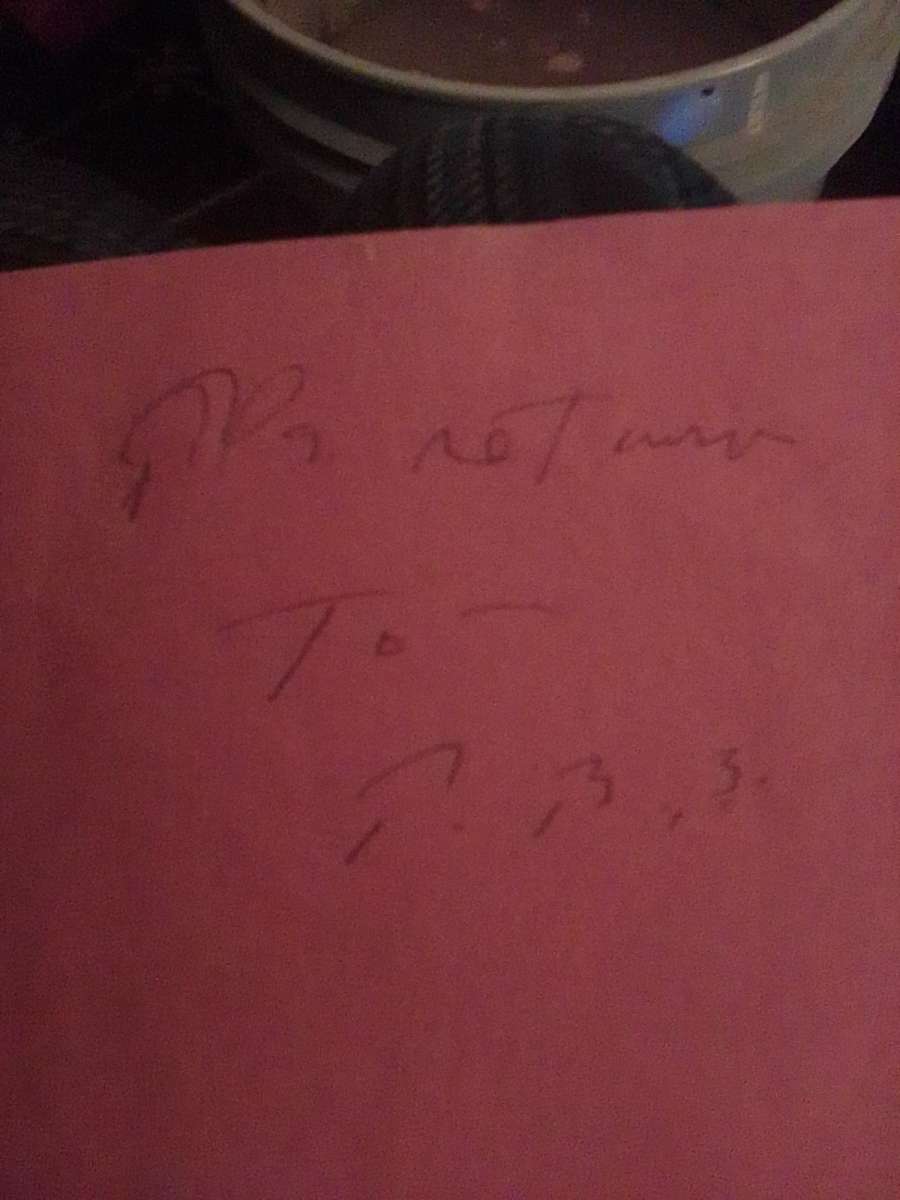 Pls return
To —
P. B. B.